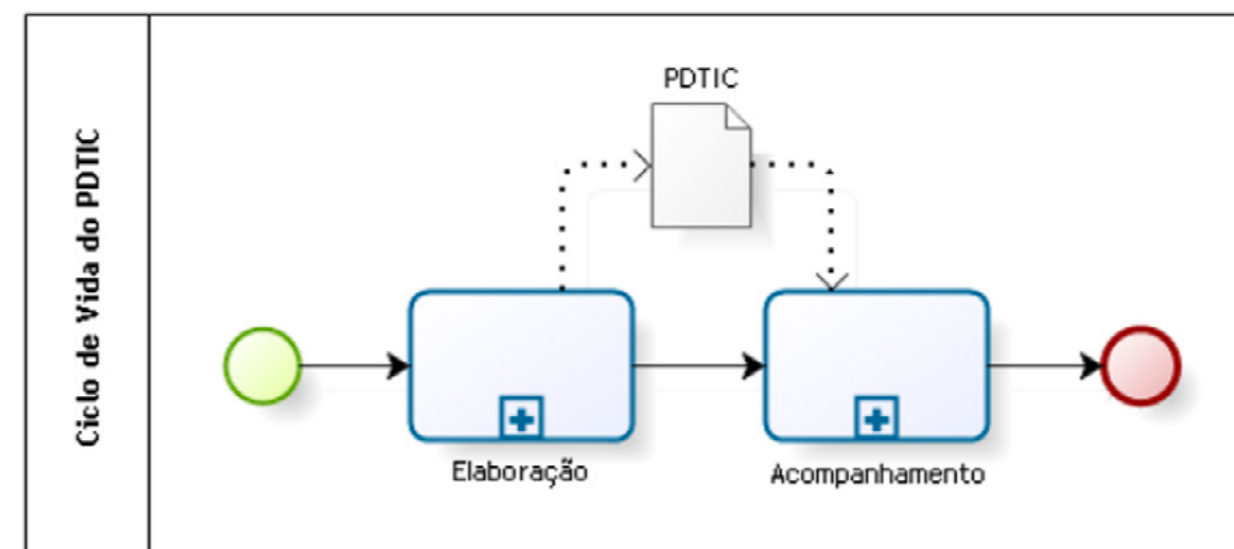 Ciclo de Vida do PDTIC
PDTIC
Elaboração
Acompanhamento